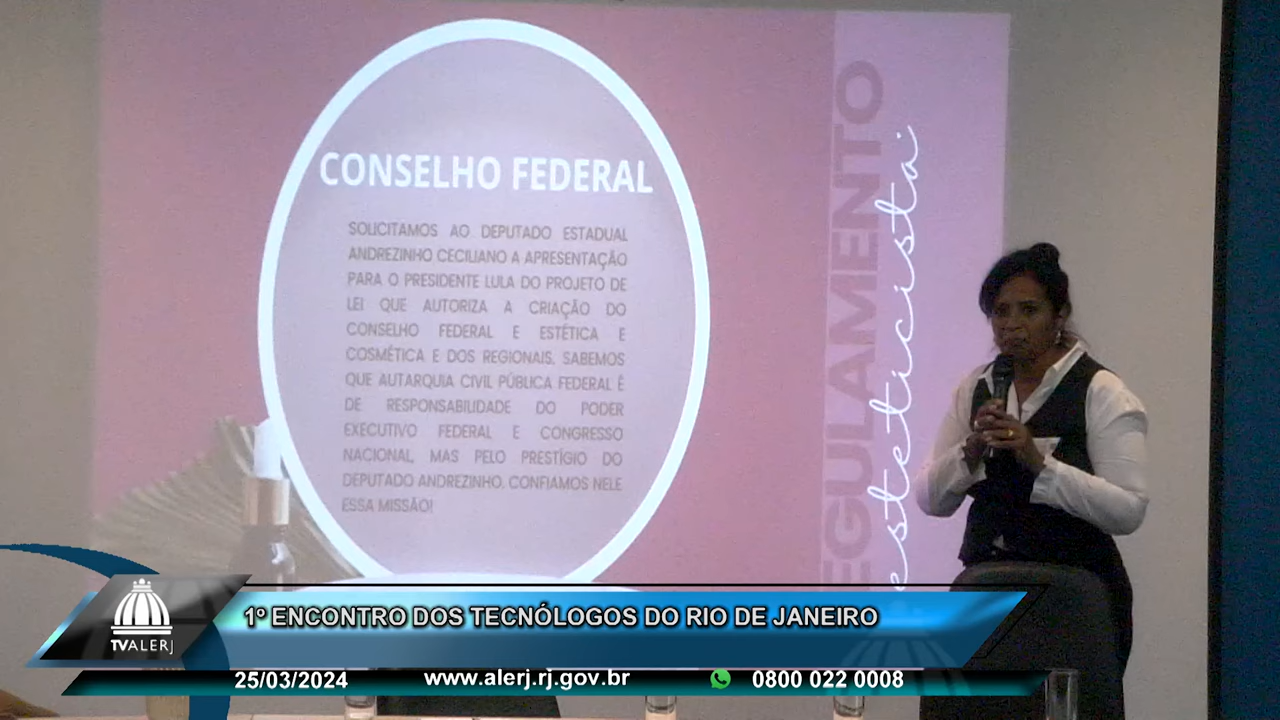 CONSELHO FEDERAL
SOLICITAMOS AO DEPUTADO ESTADUAL
ANDREZINHO CECILIANO A APRESENTAÇÃO
PARA O PRESIDENTE LULA DO PROJETO DE
LEI QUE AUTORIZA A CRIAÇÃO DO
CONSELHO FEDERAL E ESTÉTICA E
COSMÉTICA E DOS REGIONAIS. SABEMOS
QUE AUTARQUIA CIVIL PÚBLICA FEDERAL É
DE RESPONSABILIDADE DO PODER
EXECUTIVO FEDERAL E CONGRESSO
NACIONAL, MAS PELO PRESTÍGIO DO
DEPUTADO ANDREZINHO, CONFIAMOS NELE
ESSA MISSÃO!
EGULAMENTO
esteticista:
1º ENCONTRO DOS TECNÓLOGOS DO RIO DE JANEIRO
TVALERJ
25/03/2024 www.alerj.rj.gov.br 0800 022 0008